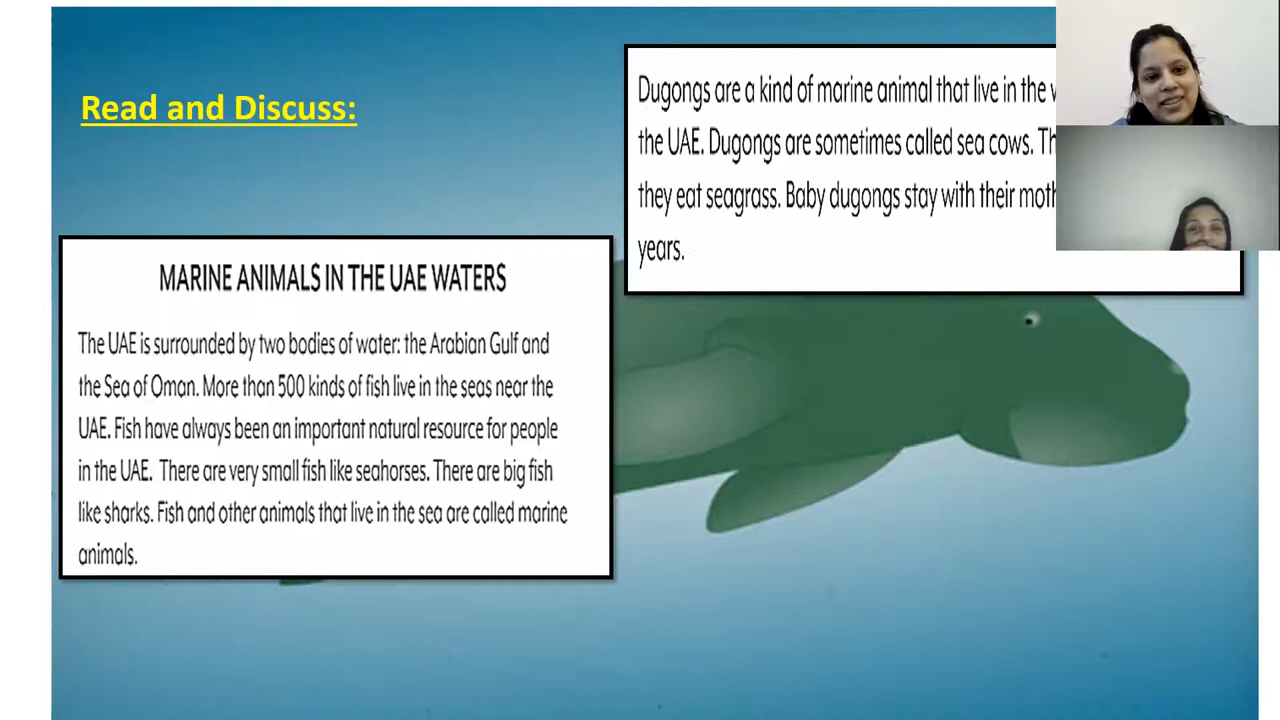 Read and Discuss:
MARINE ANIMALS IN THE UAE WATERS
The UAE is surrounded by two bodies of water: the Arabian Gulf and
the Sea of Oman. More than 500 kinds of fish live in the seas near the
UAE. Fish have always been an important natural resource for people
in the UAE. There are very small fish like seahorses. There are big fish
like sharks. Fish and other animals that live in the sea are called marine
animals.
Dugongs are a kind of marine animal that live in the
the UAE. Dugongs are sometimes called sea cows.
they eat seagrass. Baby dugongs stay with their
years.